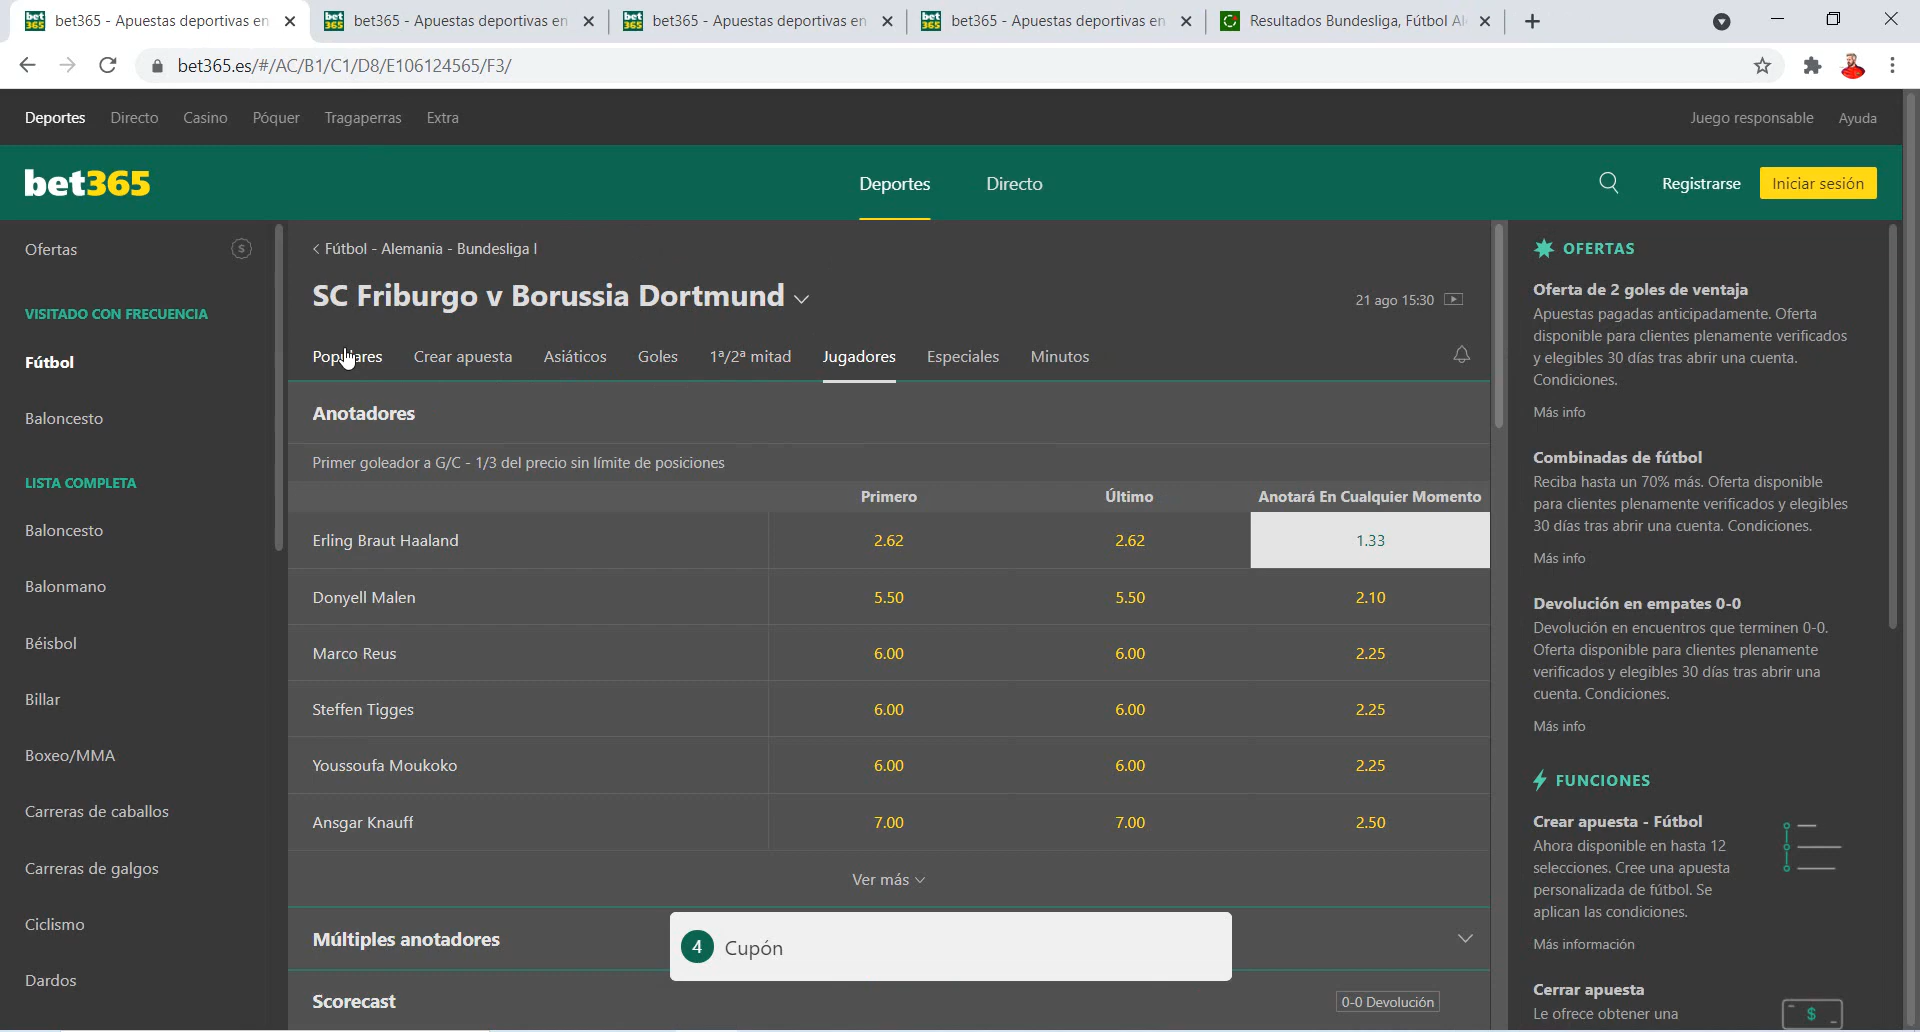 bet365 - Apuestas deportivas en
bet365 - Apuestas deportivas en
bet365 - Apuestas deportivas en
bet365 - Apuestas deportivas en
Resultados Bundesliga, Fútbol Al
bet365.es/#/AC/B1/C1/D8/E106124565/F3/
Deportes Directo Casino Póquer Tragaperras Extra
Juego responsable Ayuda
bet365
Deportes Directo
Registrarse Iniciar sesión
Ofertas
VISITADO CON FRECUENCIA
Fútbol
Baloncesto
LISTA COMPLETA
Baloncesto
Balonmano
Béisbol
Billar
Boxeo/MMA
Carreras de caballos
Carreras de galgos
Ciclismo
Dardos
< Fútbol - Alemania - Bundesliga I
SC Friburgo v Borussia Dortmund
21 ago 15:30
Populares Crear apuesta Asiáticos Goles 1ª/2ª mitad Jugadores Especiales Minutos
Anotadores
Primer goleador a G/C - 1/3 del precio sin límite de posiciones
Primero Último Anotará En Cualquier Momento
Erling Braut Haaland 2.62 2.62 1.33
Donyell Malen 5.50 5.50 2.10
Marco Reus 6.00 6.00 2.25
Steffen Tigges 6.00 6.00 2.25
Youssoufa Moukoko 6.00 6.00 2.25
Ansgar Knauff 7.00 7.00 2.50
Ver más
Múltiples anotadores
4 Cupón
Scorecast
0-0 Devolución
OFERTAS
Oferta de 2 goles de ventaja
Apuestas pagadas anticipadamente. Oferta
disponible para clientes plenamente verificados
y elegibles 30 días tras abrir una cuenta.
Condiciones.
Más info
Combinadas de fútbol
Reciba hasta un 70% más. Oferta disponible
para clientes plenamente verificados y elegibles
30 días tras abrir una cuenta. Condiciones.
Más info
Devolución en empates 0-0
Devolución en encuentros que terminen 0-0.
Oferta disponible para clientes plenamente
verificados y elegibles 30 días tras abrir una
cuenta. Condiciones.
Más info
FUNCIONES
Crear apuesta - Fútbol
Ahora disponible en hasta 12
selecciones. Cree una apuesta
personalizada de fútbol. Se
aplican las condiciones.
Más información
Cerrar apuesta
Le ofrece obtener una